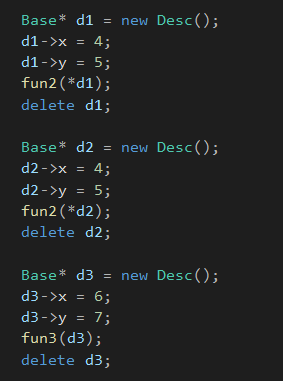 Base* d1 = new Desc();
d1->x = 4;
d1->y = 5;
fun2(*d1);
delete d1;
Base* d2 = new Desc();
d2->x = 4;
d2->y = 5;
fun2(*d2);
delete d2;
Base* d3 = new Desc();
d3->x = 6;
d3->y = 7;
fun3(d3);
delete d3;